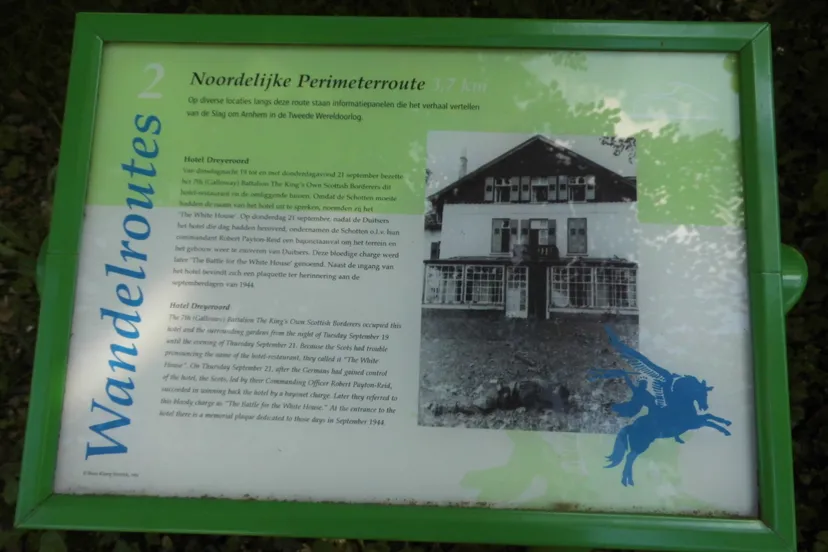 2
Wandelroutes
Noordelijke Perimeterroute 3.7 km
Op diverse locaties langs deze route staan informatiepanelen die het verhaal vertellen
van de Slag om Arnhem in de Tweede Wereldoorlog.
Hotel Dreyeroord
Van dinsdagnacht 19 tot en met donderdagavond 21 september bezette
het 7th (Galloway) Battalion The King's Own Scottish Borderers dit
hotel-restaurant en de omliggende tuinen. Omdat de Schotten moeite
hadden de naam van het hotel uit te spreken, noemden zij het
'The White House'. Op donderdag 21 september, nadat de Duitsers
het hotel die dag hadden heroverd, ondernamen de Schotten o.l.v. hun
commandant Robert Payton-Reid een bajonetaanval om het terrein en
het gebouw weer te zuiveren van Duitsers. Deze bloedige charge werd
later 'The Battle for the White House' genoemd. Naast de ingang van
het hotel bevindt zich een plaquette ter herinnering aan de
septemberdagen van 1944.
Hotel Dreyeroord
The 7th (Galloway) Battalion The King's Own Scottish Borderers occupied this
hotel and the surrounding gardens from the night of Tuesday September 19
until the evening of Thursday September 21. Because the Scots had trouble
pronouncing the name of the hotel-restaurant, they called it "The White
House". On Thursday September 21, after the Germans had gained control
of the hotel, the Scots, led by their Commanding Officer Robert Payton-Reid,
succeeded in winning back the hotel by a bayonet charge. Later they referred to
this bloody charge as "The Battle for the White House." At the entrance to the
hotel there is a memorial plaque dedicated to those days in September 1944.